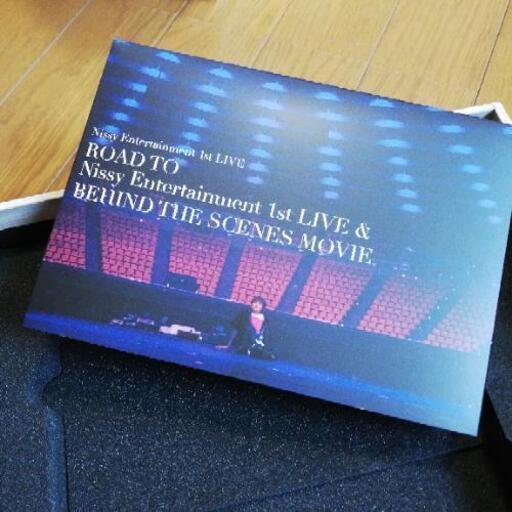 Nissy Entertainment 1st LIVE
ROAD TO
Nissy Entertainment 1st LIVE &
BEHIND THE SCENES MOVIE